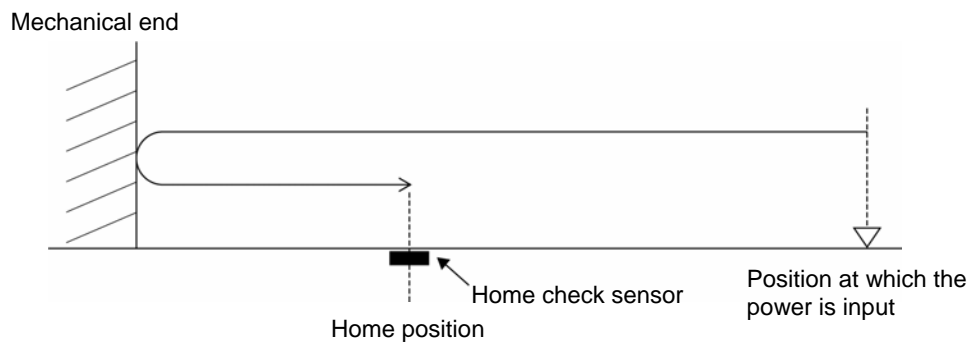 Mechanical end
Home check sensor
Home position
Position at which the
power is input